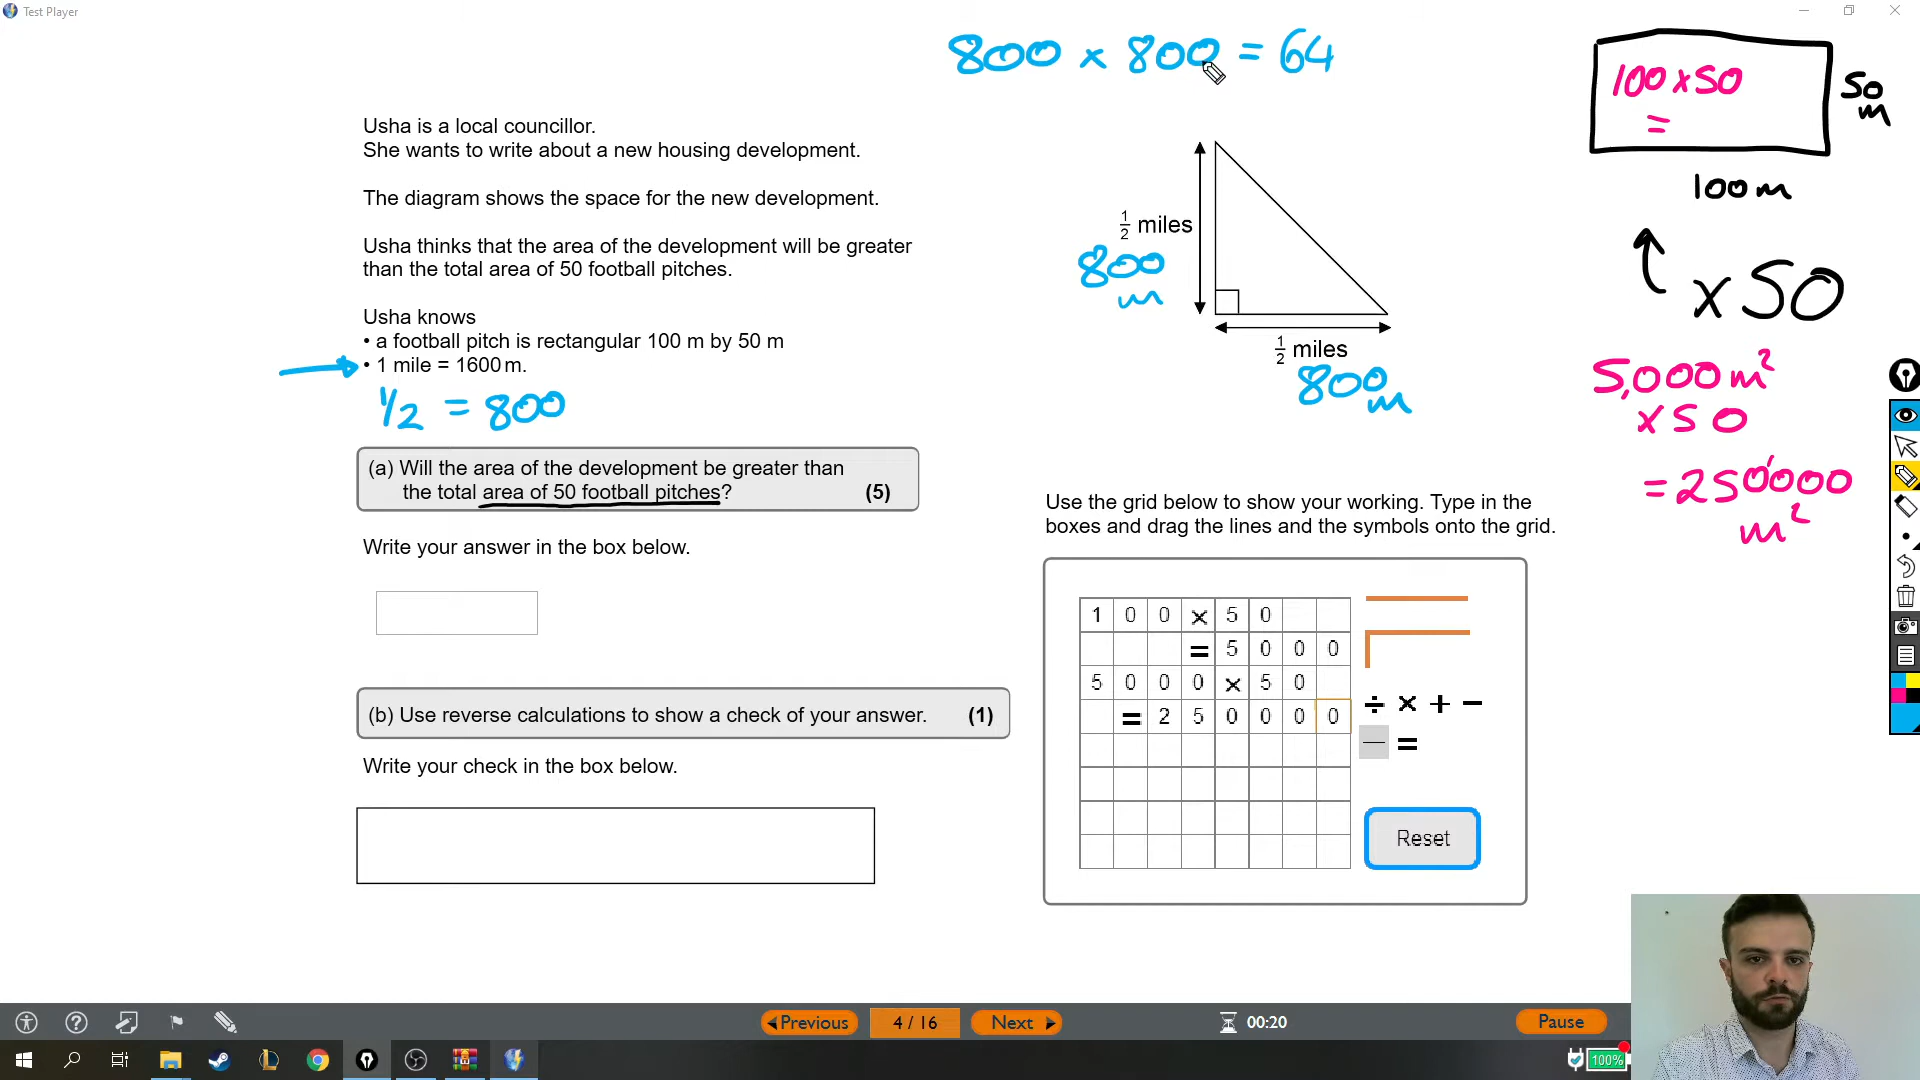 Test Player
800 x 800 = 64
100 x 50
=
50
m
100 m
Usha is a local councillor.
She wants to write about a new housing development.
The diagram shows the space for the new development.
Usha thinks that the area of the development will be greater
than the total area of 50 football pitches.
Usha knows
• a football pitch is rectangular 100 m by 50 m
• 1 mile = 1600 m.
1/2 = 800
½ miles
800
m
½ miles
800 m
x 50
5,000 m²
x 50
= 250'000
m²
(a) Will the area of the development be greater than
the total area of 50 football pitches? (5)
Write your answer in the box below.
(b) Use reverse calculations to show a check of your answer. (1)
Write your check in the box below.
Use the grid below to show your working. Type in the
boxes and drag the lines and the symbols onto the grid.
1 0 0 × 5 0
= 5 0 0 0
5 0 0 0 × 5 0
= 2 5 0 0 0 0
÷ × + −
— =
Reset
Previous
4 / 16
Next
00:20
Pause
100%